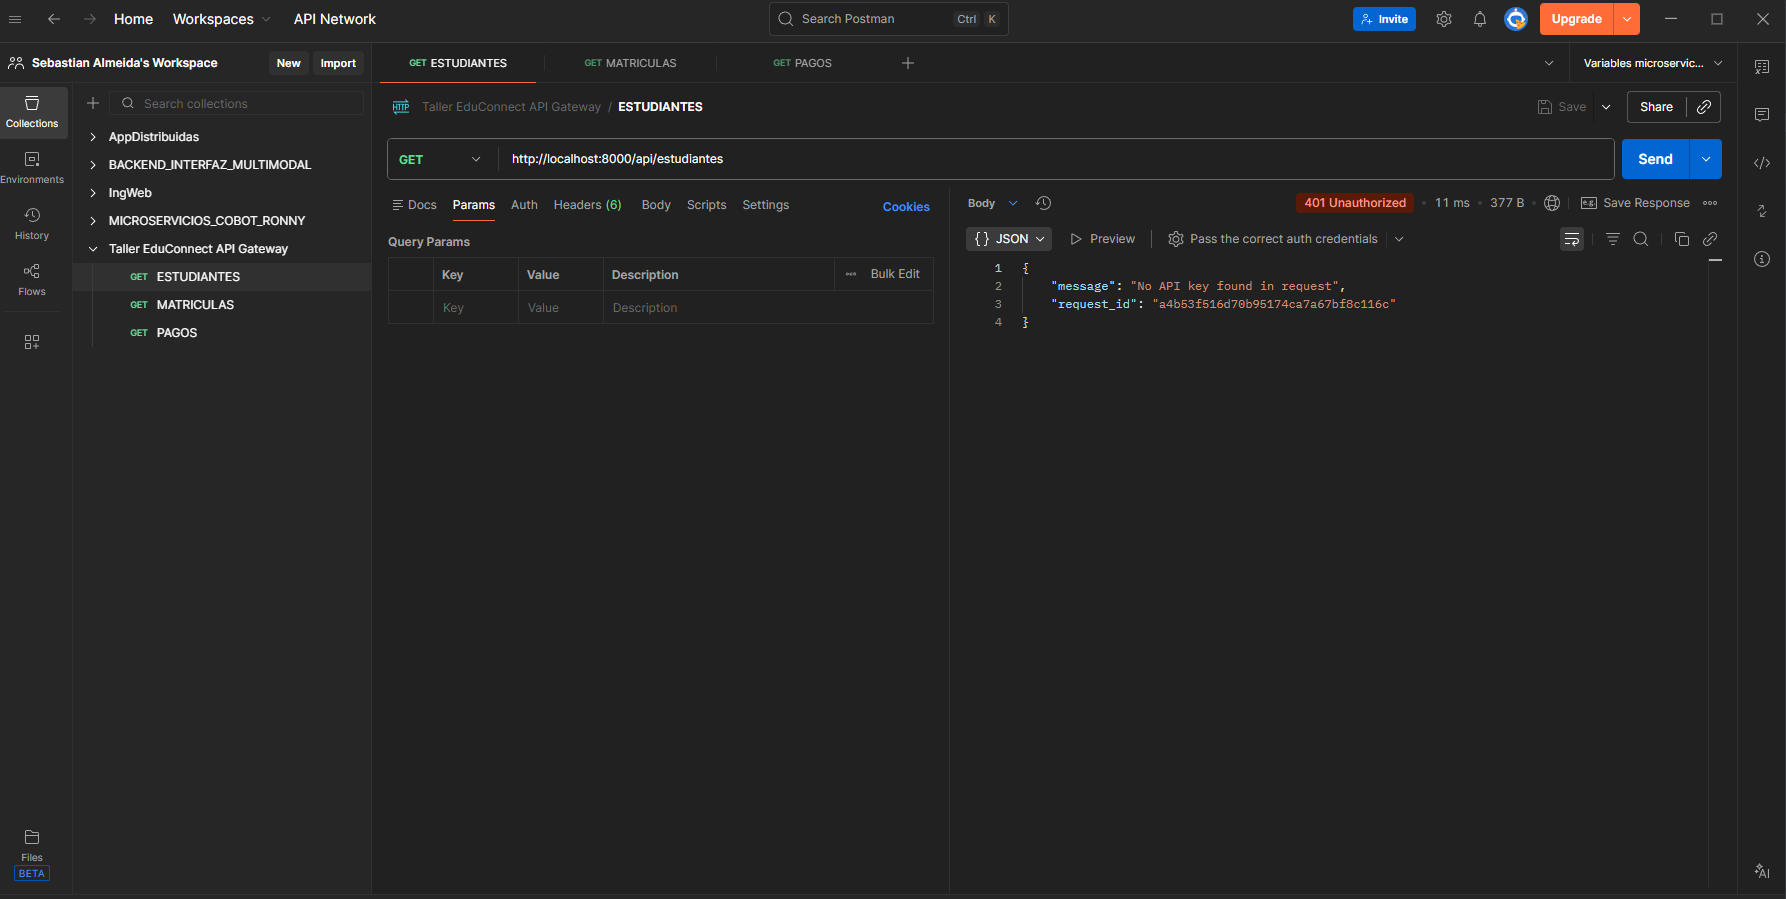 Home Workspaces API Network Search Postman Ctrl K Invite Upgrade
Sebastian Almeida's Workspace New Import GET ESTUDIANTES GET MATRICULAS GET PAGOS Variables microservic...
Collections
Environments
History
Flows
Files
BETA
Search collections
AppDistribuidas
BACKEND_INTERFAZ_MULTIMODAL
IngWeb
MICROSERVICIOS_COBOT_RONNY
Taller EduConnect API Gateway
GET ESTUDIANTES
GET MATRICULAS
GET PAGOS
HTTP Taller EduConnect API Gateway / ESTUDIANTES Save Share
GET http://localhost:8000/api/estudiantes Send
Docs Params Auth Headers (6) Body Scripts Settings Cookies
Query Params
Key Value Description Bulk Edit
Key Value Description
Body 401 Unauthorized 11 ms 377 B e.g. Save Response
{} JSON Preview Pass the correct auth credentials
1 {
2 "message": "No API key found in request",
3 "request_id": "a4b53f516d70b95174ca7a67bf8c116c"
4 }
AI